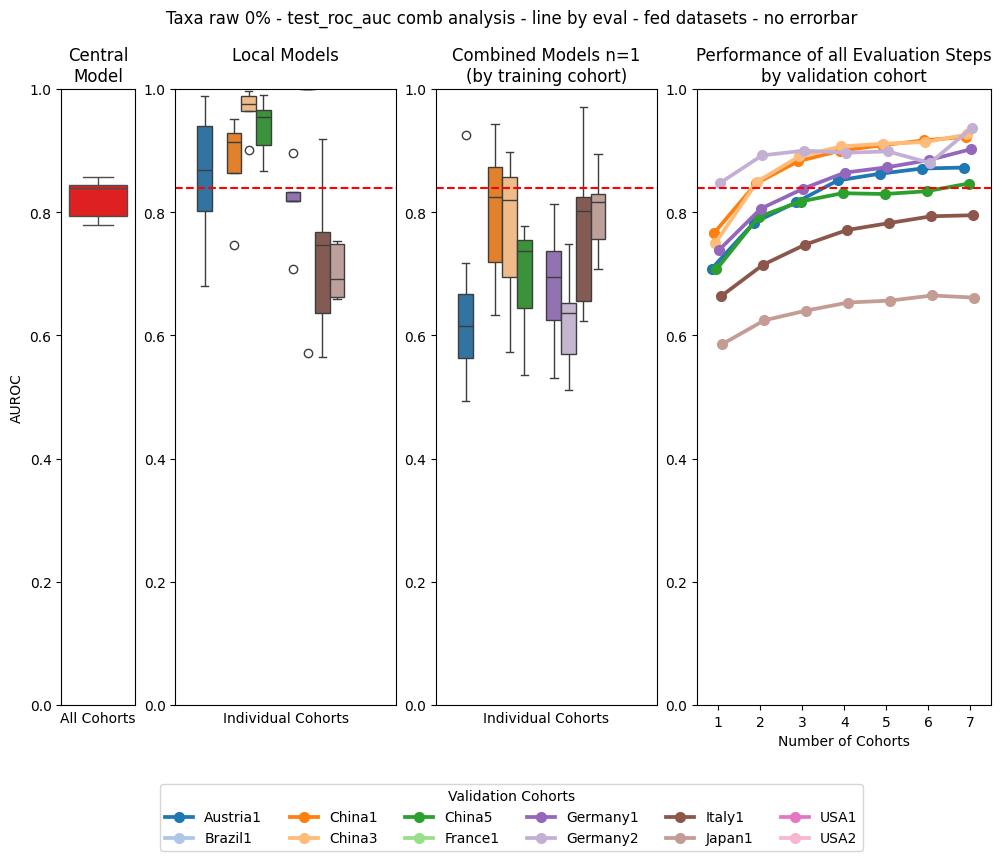 Taxa raw 0% - test_roc_auc comb analysis - line by eval - fed datasets - no errorbar
Central
Model
Local Models
Combined Models n=1
(by training cohort)
Performance of all Evaluation Steps
by validation cohort
AUROC
1.0
0.8
0.6
0.4
0.2
0.0
All Cohorts
1.0
0.8
0.6
0.4
0.2
0.0
Individual Cohorts
1.0
0.8
0.6
0.4
0.2
0.0
Individual Cohorts
1.0
0.8
0.6
0.4
0.2
0.0
1 2 3 4 5 6 7
Number of Cohorts
Validation Cohorts
Austria1 China1 China5 Germany1 Italy1 USA1
Brazil1 China3 France1 Germany2 Japan1 USA2